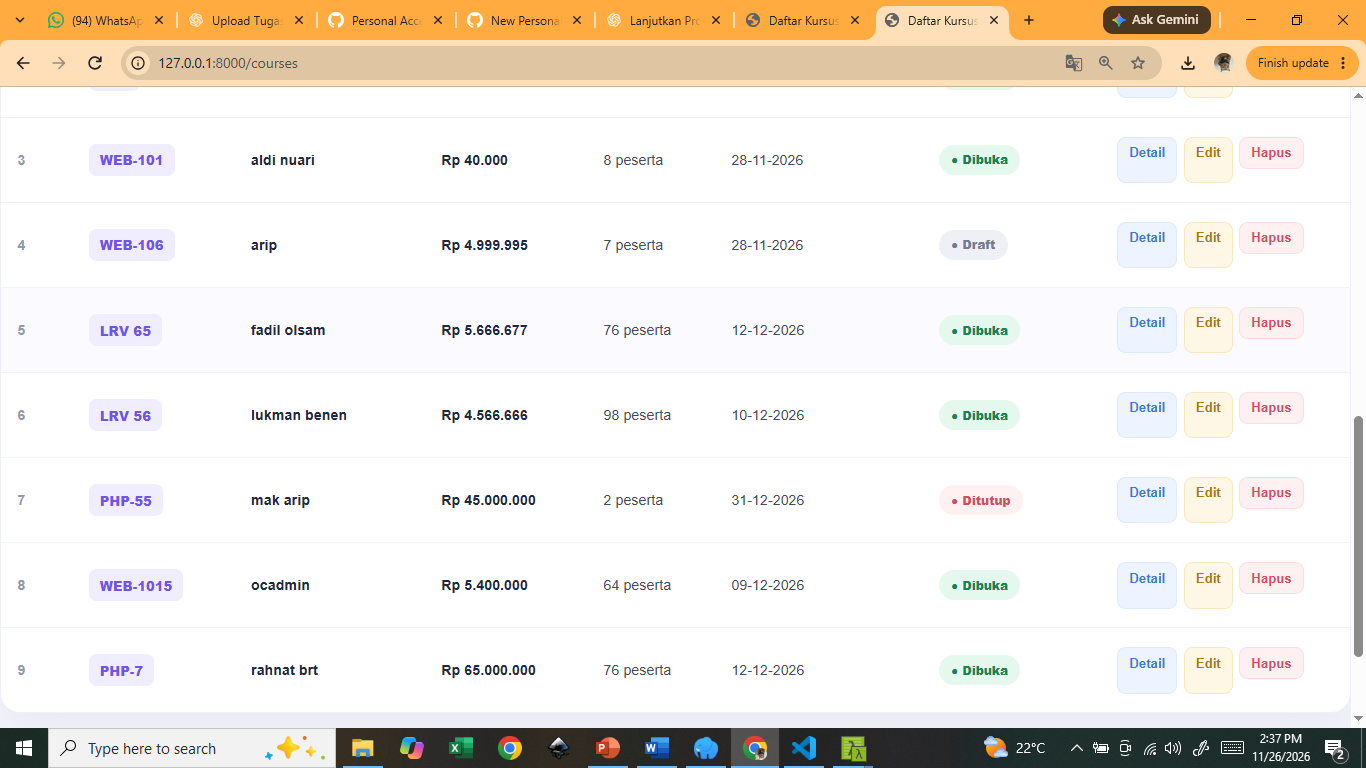 (94) WhatsAp
Upload Tugas
Personal Acce
New Persona
Lanjutkan Pro
Daftar Kursus
Daftar Kursus
Ask Gemini
127.0.0.1:8000/courses
Finish update
3 WEB-101 aldi nuari Rp 40.000 8 peserta 28-11-2026 • Dibuka Detail Edit Hapus
4 WEB-106 arip Rp 4.999.995 7 peserta 28-11-2026 • Draft Detail Edit Hapus
5 LRV 65 fadil olsam Rp 5.666.677 76 peserta 12-12-2026 • Dibuka Detail Edit Hapus
6 LRV 56 lukman benen Rp 4.566.666 98 peserta 10-12-2026 • Dibuka Detail Edit Hapus
7 PHP-55 mak arip Rp 45.000.000 2 peserta 31-12-2026 • Ditutup Detail Edit Hapus
8 WEB-1015 ocadmin Rp 5.400.000 64 peserta 09-12-2026 • Dibuka Detail Edit Hapus
9 PHP-7 rahnat brt Rp 65.000.000 76 peserta 12-12-2026 • Dibuka Detail Edit Hapus
Type here to search
22°C
2:37 PM
11/26/2026
2